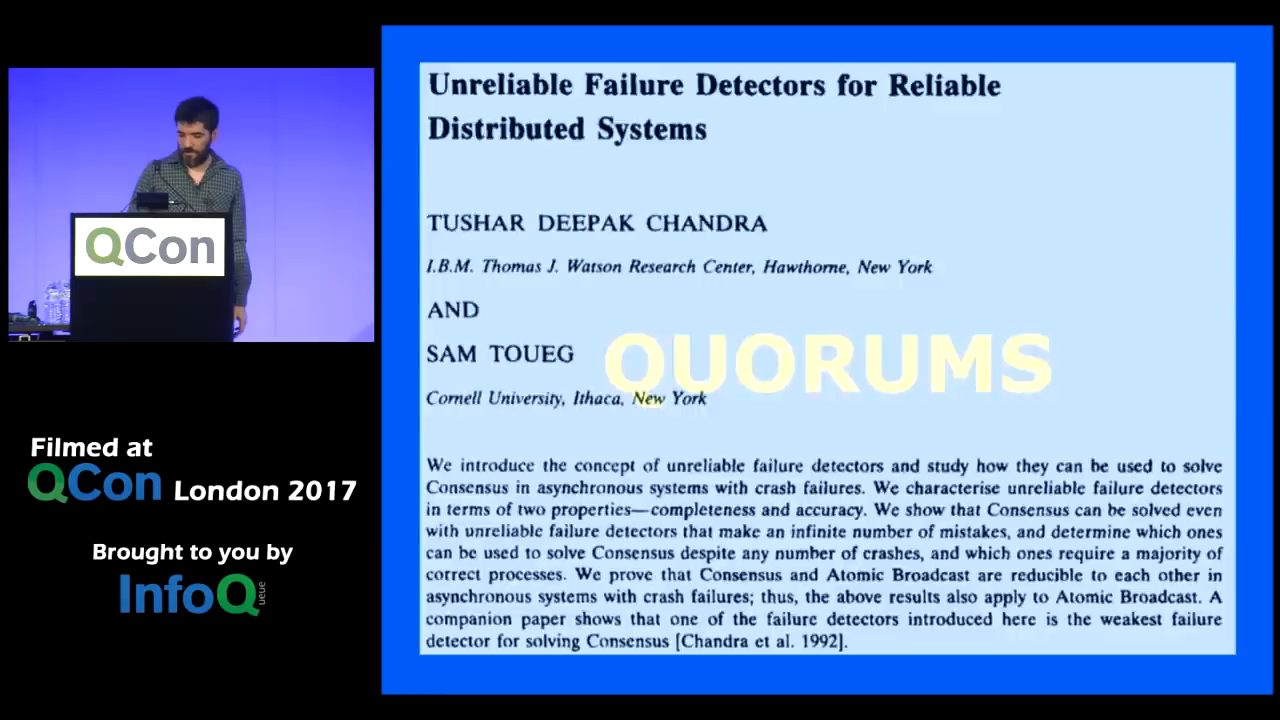 QCon
Filmed at
QCon London 2017
Brought to you by
InfoQ
ueue
Unreliable Failure Detectors for Reliable
Distributed Systems
TUSHAR DEEPAK CHANDRA
I.B.M. Thomas J. Watson Research Center, Hawthorne, New York
AND
SAM TOUEG
QUORUMS
Cornell University, Ithaca, New York
We introduce the concept of unreliable failure detectors and study how they can be used to solve
Consensus in asynchronous systems with crash failures. We characterise unreliable failure detectors
in terms of two properties—completeness and accuracy. We show that Consensus can be solved even
with unreliable failure detectors that make an infinite number of mistakes, and determine which ones
can be used to solve Consensus despite any number of crashes, and which ones require a majority of
correct processes. We prove that Consensus and Atomic Broadcast are reducible to each other in
asynchronous systems with crash failures; thus, the above results also apply to Atomic Broadcast. A
companion paper shows that one of the failure detectors introduced here is the weakest failure
detector for solving Consensus [Chandra et al. 1992].